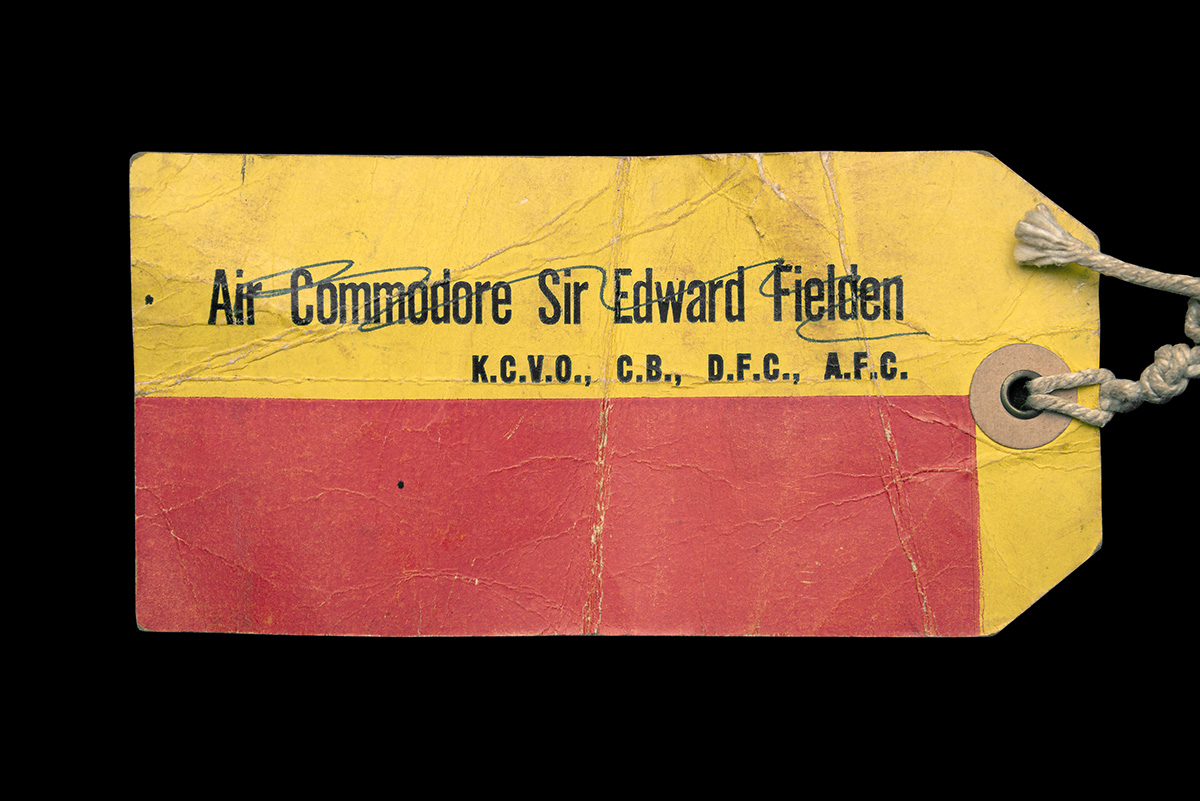 Air Commodore Sir Edward Fielden
K.C.V.O., C.B., D.F.C., A.F.C.